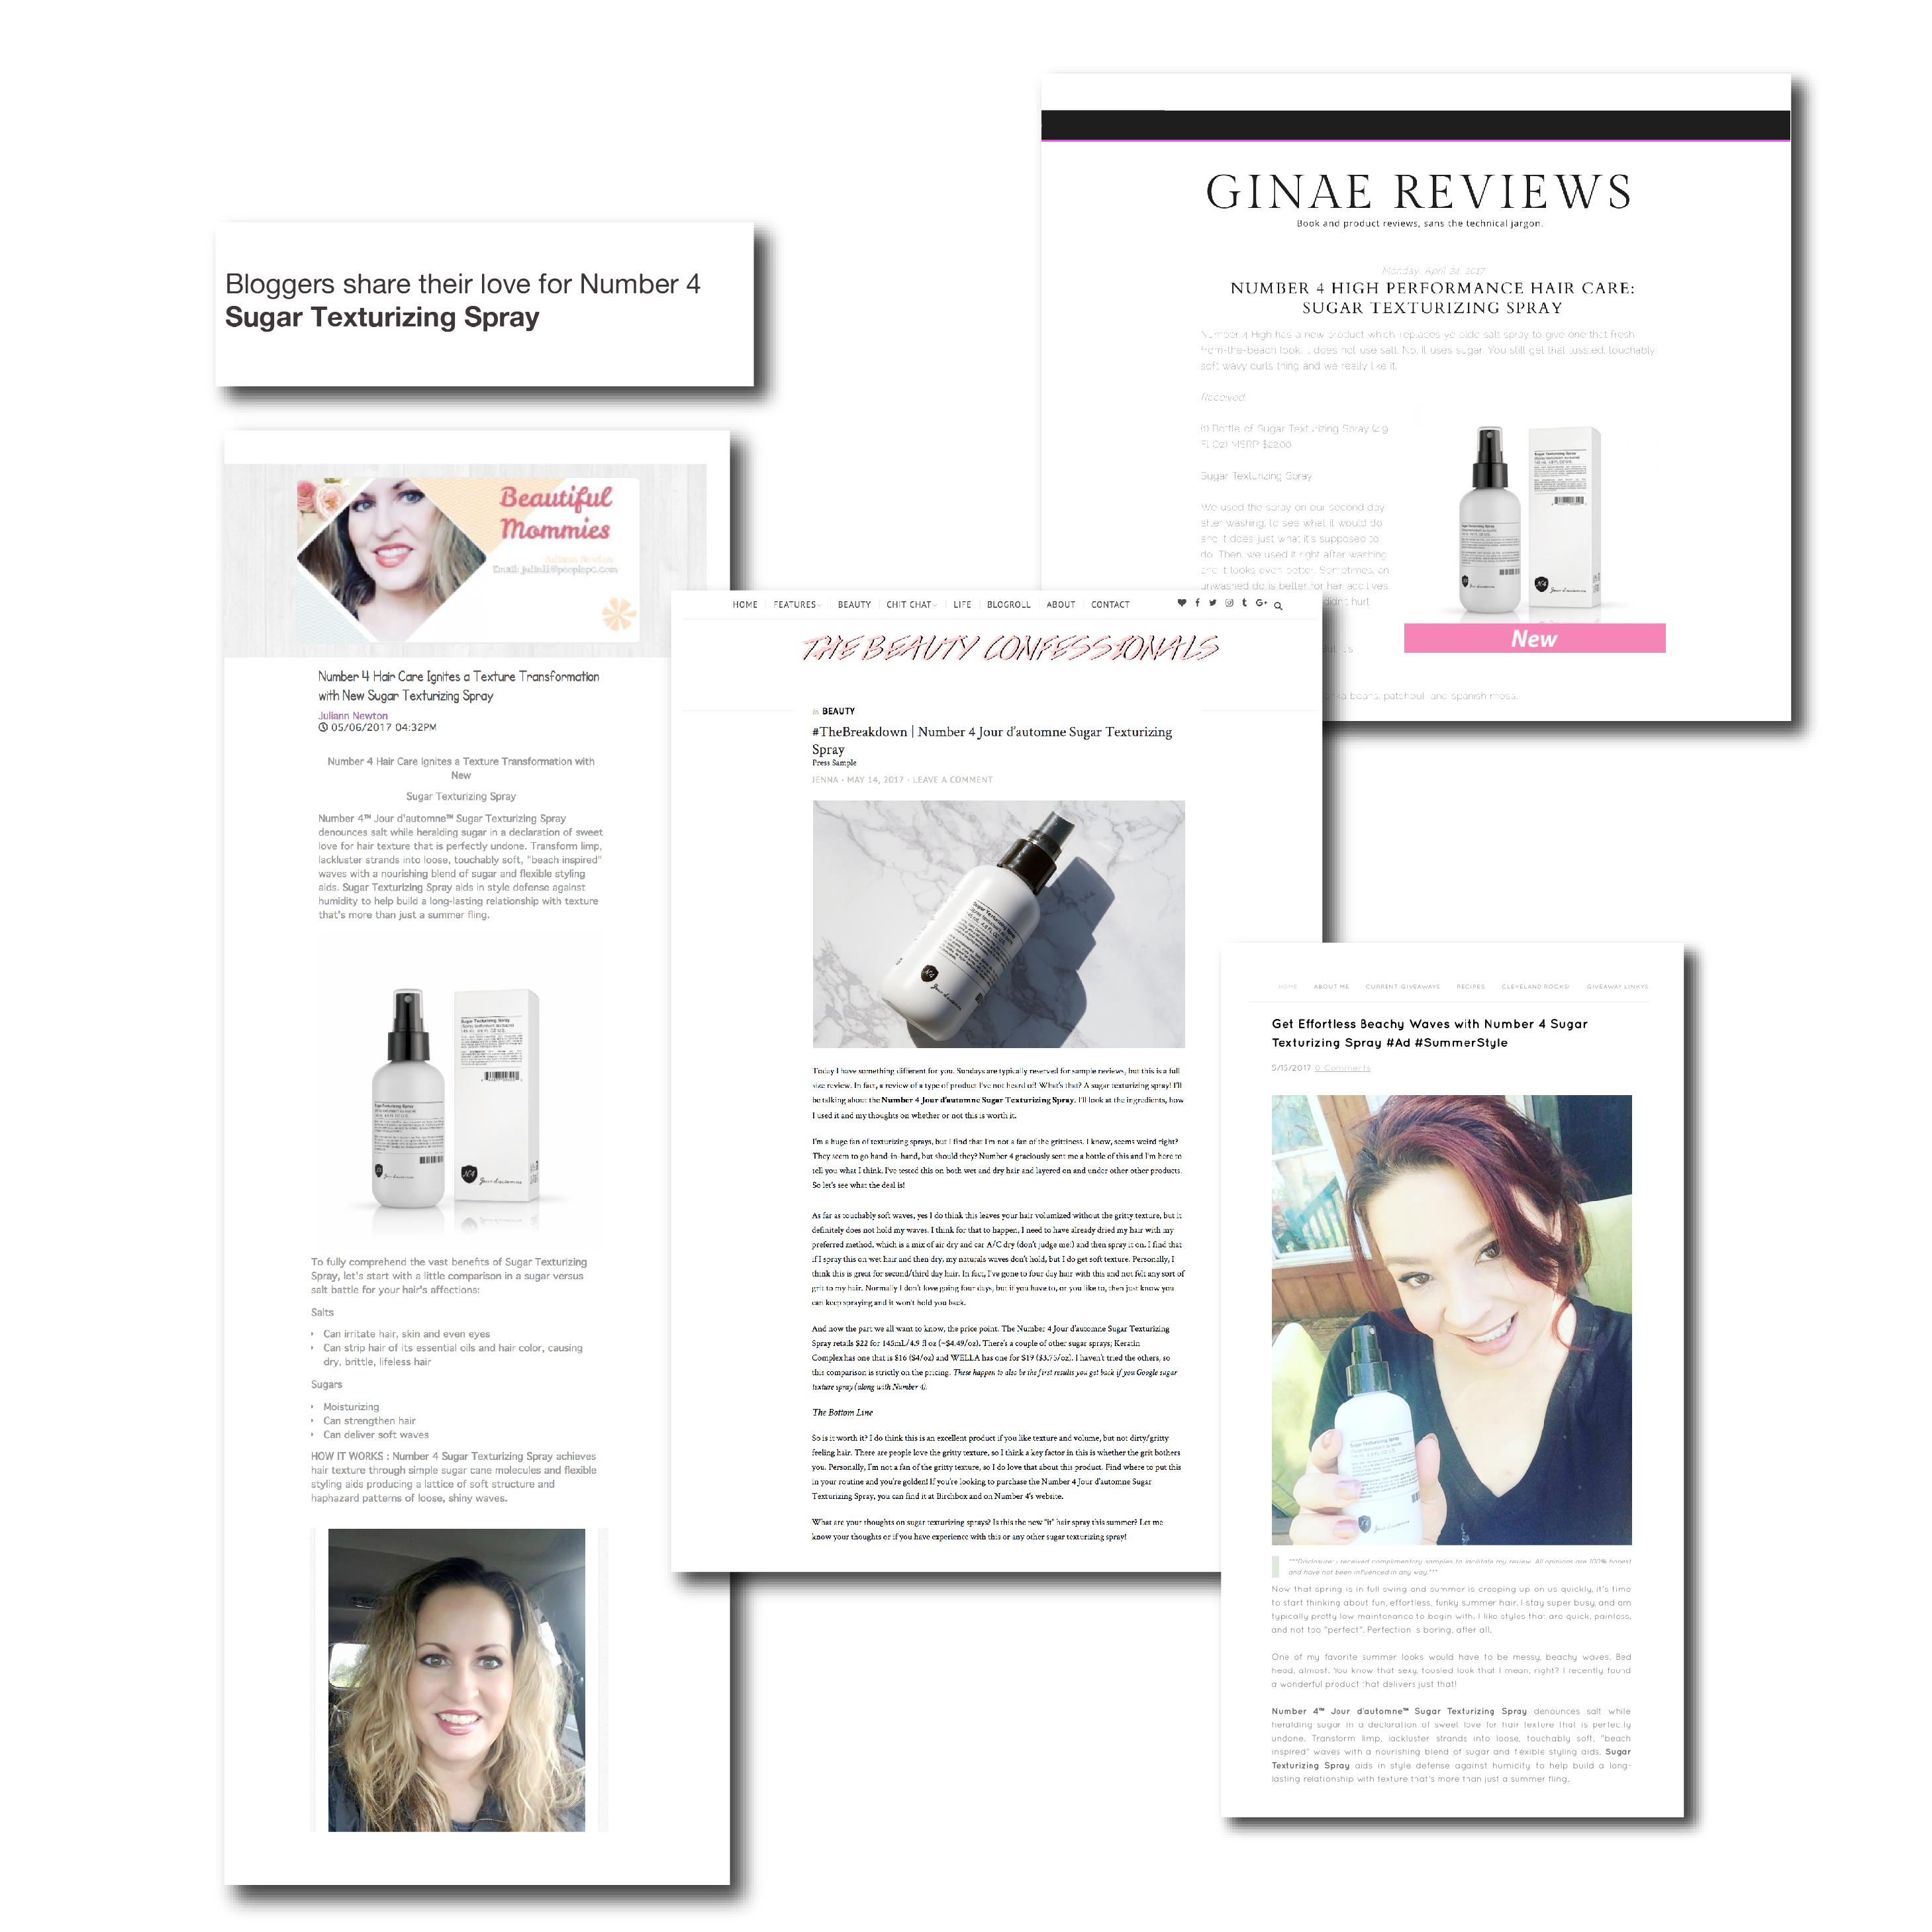 Bloggers share their love for Number 4
Sugar Texturizing Spray
Beautiful
Mommies
Email: julin11@peoplepc.com
Number 4 Hair Care Ignites a Texture Transformation
with New Sugar Texturizing Spray
Juliann Newton
05/06/2017 04:32PM
Number 4 Hair Care Ignites a Texture Transformation with
New
Sugar Texturizing Spray
Number 4™ Jour d'automne™ Sugar Texturizing Spray
denounces salt while heralding sugar in a declaration of sweet
love for hair texture that is perfectly undone. Transform limp,
lackluster strands into loose, touchably soft, "beach inspired"
waves with a nourishing blend of sugar and flexible styling
aids. Sugar Texturizing Spray aids in style defense against
humidity to help build a long-lasting relationship with texture
that's more than just a summer fling.
Sugar Texturizing Spray
N4
Jour d'automne
Sugar Texturizing Spray
N4
Jour d'automne
To fully comprehend the vast benefits of Sugar Texturizing
Spray, let's start with a little comparison in a sugar versus
salt battle for your hair's affections:
Salts
Can irritate hair, skin and even eyes
Can strip hair of its essential oils and hair color, causing
dry, brittle, lifeless hair
Sugars
Moisturizing
Can strengthen hair
Can deliver soft waves
HOW IT WORKS : Number 4 Sugar Texturizing Spray achieves
hair texture through simple sugar cane molecules and flexible
styling aids producing a lattice of soft structure and
haphazard patterns of loose, shiny waves.
GINAE REVIEWS
Book and product reviews, sans the technical jargon.
Monday, April 24, 2017
NUMBER 4 HIGH PERFORMANCE HAIR CARE:
SUGAR TEXTURIZING SPRAY
Number 4 High has a new product which replaces ye olde salt spray to give one that fresh
from-the-beach look. It does not use salt. No, it uses sugar. You still get that tussled, touchably
soft wavy curls thing and we really like it.
Received:
(1) Bottle of Sugar Texturizing Spray (4.9
Fl Oz) MSRP $22.00
Sugar Texturizing Spray
We used the spray on our second day
after washing, to see what it would do
and it does just what it's supposed to
do. Then, we used it right after washing
and it looks even better. Sometimes, an
unwashed do is better for hair additives,
didn't hurt
beans, patchouli, and spanish moss.
Sugar Texturizing Spray
N4
Jour d'automne
Sugar Texturizing Spray
N4
Jour d'automne
New
HOME FEATURES BEAUTY CHIT CHAT LIFE BLOGROLL ABOUT CONTACT
THE BEAUTY CONFESSIONALS
in BEAUTY
#TheBreakdown | Number 4 Jour d'automne Sugar Texturizing
Spray
Press Sample
JENNA · MAY 14, 2017 · LEAVE A COMMENT
Sugar Texturizing Spray
N4
Jour d'automne
Today I have something different for you. Sundays are typically reserved for sample reviews, but this is a full
size review. In fact, a review of a type of product I've not heard of! What's that? A sugar texturizing spray! I'll
be talking about the Number 4 Jour d'automne Sugar Texturizing Spray. I'll look at the ingredients, how
I used it and my thoughts on whether or not this is worth it.
I'm a huge fan of texturizing sprays, but I find that I'm not a fan of the grittiness. I know, seems weird right?
They seem to go hand-in-hand, but should they? Number 4 graciously sent me a bottle of this and I'm here to
tell you what I think. I've tested this on both wet and dry hair and layered on and under other other products.
So let's see what the deal is!
As far as touchably soft waves, yes I do think this leaves your hair volumized without the gritty texture, but it
definitely does not hold my waves. I think for that to happen, I need to have already dried my hair with my
preferred method, which is a mix of air dry and car A/C dry (don't judge me!) and then spray it on. I find that
if I spray this on wet hair and then dry, my naturals waves don't hold, but I do get soft texture. Personally, I
think this is great for second/third day hair. In fact, I've gone to four day hair with this and not felt any sort of
grit to my hair. Normally I don't love going four days, but if you have to, or you like to, then just know you
can keep spraying and it won't hold you back.
And now the part we all want to know, the price point. The Number 4 Jour d'automne Sugar Texturizing
Spray retails $22 for 145mL/4.9 fl oz (~$4.49/oz). There's a couple of other sugar sprays; Keratin
Complex has one that is $16 ($4/oz) and WELLA has one for $19 ($3.75/oz). I haven't tried the others, so
this comparison is strictly on the pricing. These happen to also be the first results you get back if you Google sugar
texture spray (along with Number 4).
The Bottom Line
So is it worth it? I do think this is an excellent product if you like texture and volume, but not dirty/gritty
feeling hair. There are people love the gritty texture, so I think a key factor in this is whether the grit bothers
you. Personally, I'm not a fan of the gritty texture, so I do love that about this product. Find where to put this
in your routine and you're golden! If you're looking to purchase the Number 4 Jour d'automne Sugar
Texturizing Spray, you can find it at Birchbox and on Number 4's website.
What are your thoughts on sugar texturizing sprays? Is this the new "it" hair spray this summer? Let me
know your thoughts or if you have experience with this or any other sugar texturizing spray!
HOME ABOUT ME CURRENT GIVEAWAYS RECIPES CLEVELAND ROCKS! GIVEAWAY LINKYS
Get Effortless Beachy Waves with Number 4 Sugar
Texturizing Spray #Ad #SummerStyle
5/15/2017 0 Comments
Sugar Texturizing Spray
Jour d'automne
***Disclosure: I received complimentary samples to facilitate my review. All opinions are 100% honest
and have not been influenced in any way.***
Now that spring is in full swing and summer is creeping up on us quickly, it's time
to start thinking about fun, effortless, funky summer hair. I stay super busy, and am
typically pretty low maintenance to begin with. I like styles that are quick, painless,
and not too "perfect". Perfection is boring, after all.
One of my favorite summer looks would have to be messy, beachy waves. Bed
head, almost. You know that sexy, tousled look that I mean, right? I recently found
a wonderful product that delivers just that!
Number 4™ Jour d'automne™ Sugar Texturizing Spray denounces salt while
heralding sugar in a declaration of sweet love for hair texture that is perfectly
undone. Transform limp, lackluster strands into loose, touchably soft, "beach
inspired" waves with a nourishing blend of sugar and flexible styling aids. Sugar
Texturizing Spray aids in style defense against humidity to help build a long-
lasting relationship with texture that's more than just a summer fling.